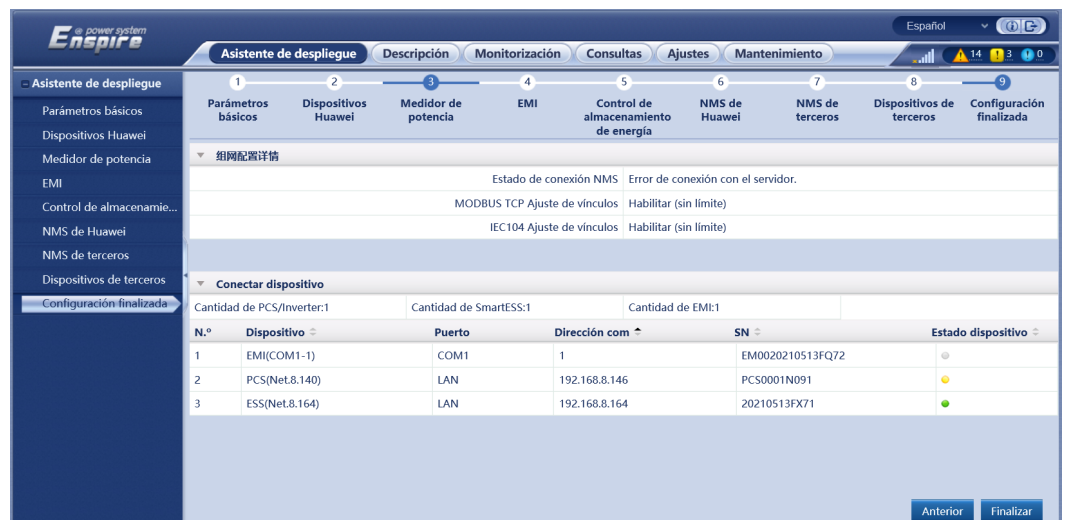 e power system
Enspire
Español
Asistente de despliegue
Descripción
Monitorización
Consultas
Ajustes
Mantenimiento
14
3
0
Asistente de despliegue
Parámetros básicos
Dispositivos Huawei
Medidor de potencia
EMI
Control de almacenamie...
NMS de Huawei
NMS de terceros
Dispositivos de terceros
Configuración finalizada
1
2
3
4
5
6
7
8
9
Parámetros básicos
Dispositivos Huawei
Medidor de potencia
EMI
Control de almacenamiento de energía
NMS de Huawei
NMS de terceros
Dispositivos de terceros
Configuración finalizada
组网配置详情
Estado de conexión NMS Error de conexión con el servidor.
MODBUS TCP Ajuste de vínculos Habilitar (sin límite)
IEC104 Ajuste de vínculos Habilitar (sin límite)
Conectar dispositivo
Cantidad de PCS/Inverter:1 Cantidad de SmartESS:1 Cantidad de EMI:1
N.º Dispositivo Puerto Dirección com SN Estado dispositivo
1 EMI(COM1-1) COM1 1 EM0020210513FQ72
2 PCS(Net.8.140) LAN 192.168.8.146 PCS0001N091
3 ESS(Net.8.164) LAN 192.168.8.164 20210513FX71
Anterior Finalizar